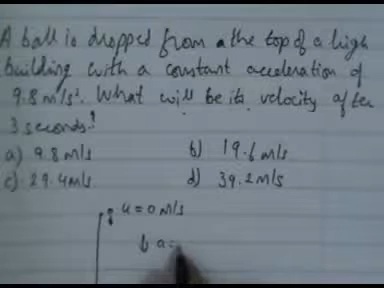 A ball is dropped from a the top of a high
building with a constant acceleration of
9.8 m/s². What will be its velocity after
3 seconds?
a) 9.8 m/s b) 19.6 m/s
c) 29.4 m/s d) 39.2 m/s
u = 0 m/s
↓ a =